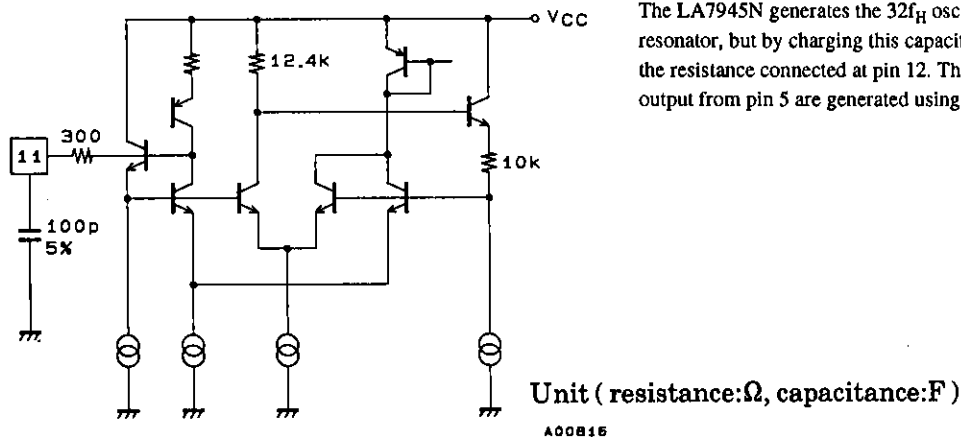 VCC
The LA7945N generates the 32fH osc
resonator, but by charging this capacit
the resistance connected at pin 12. Th
output from pin 5 are generated using
12.4k
11
300
10k
100p
5%
Unit ( resistance:Ω, capacitance:F )
A00816